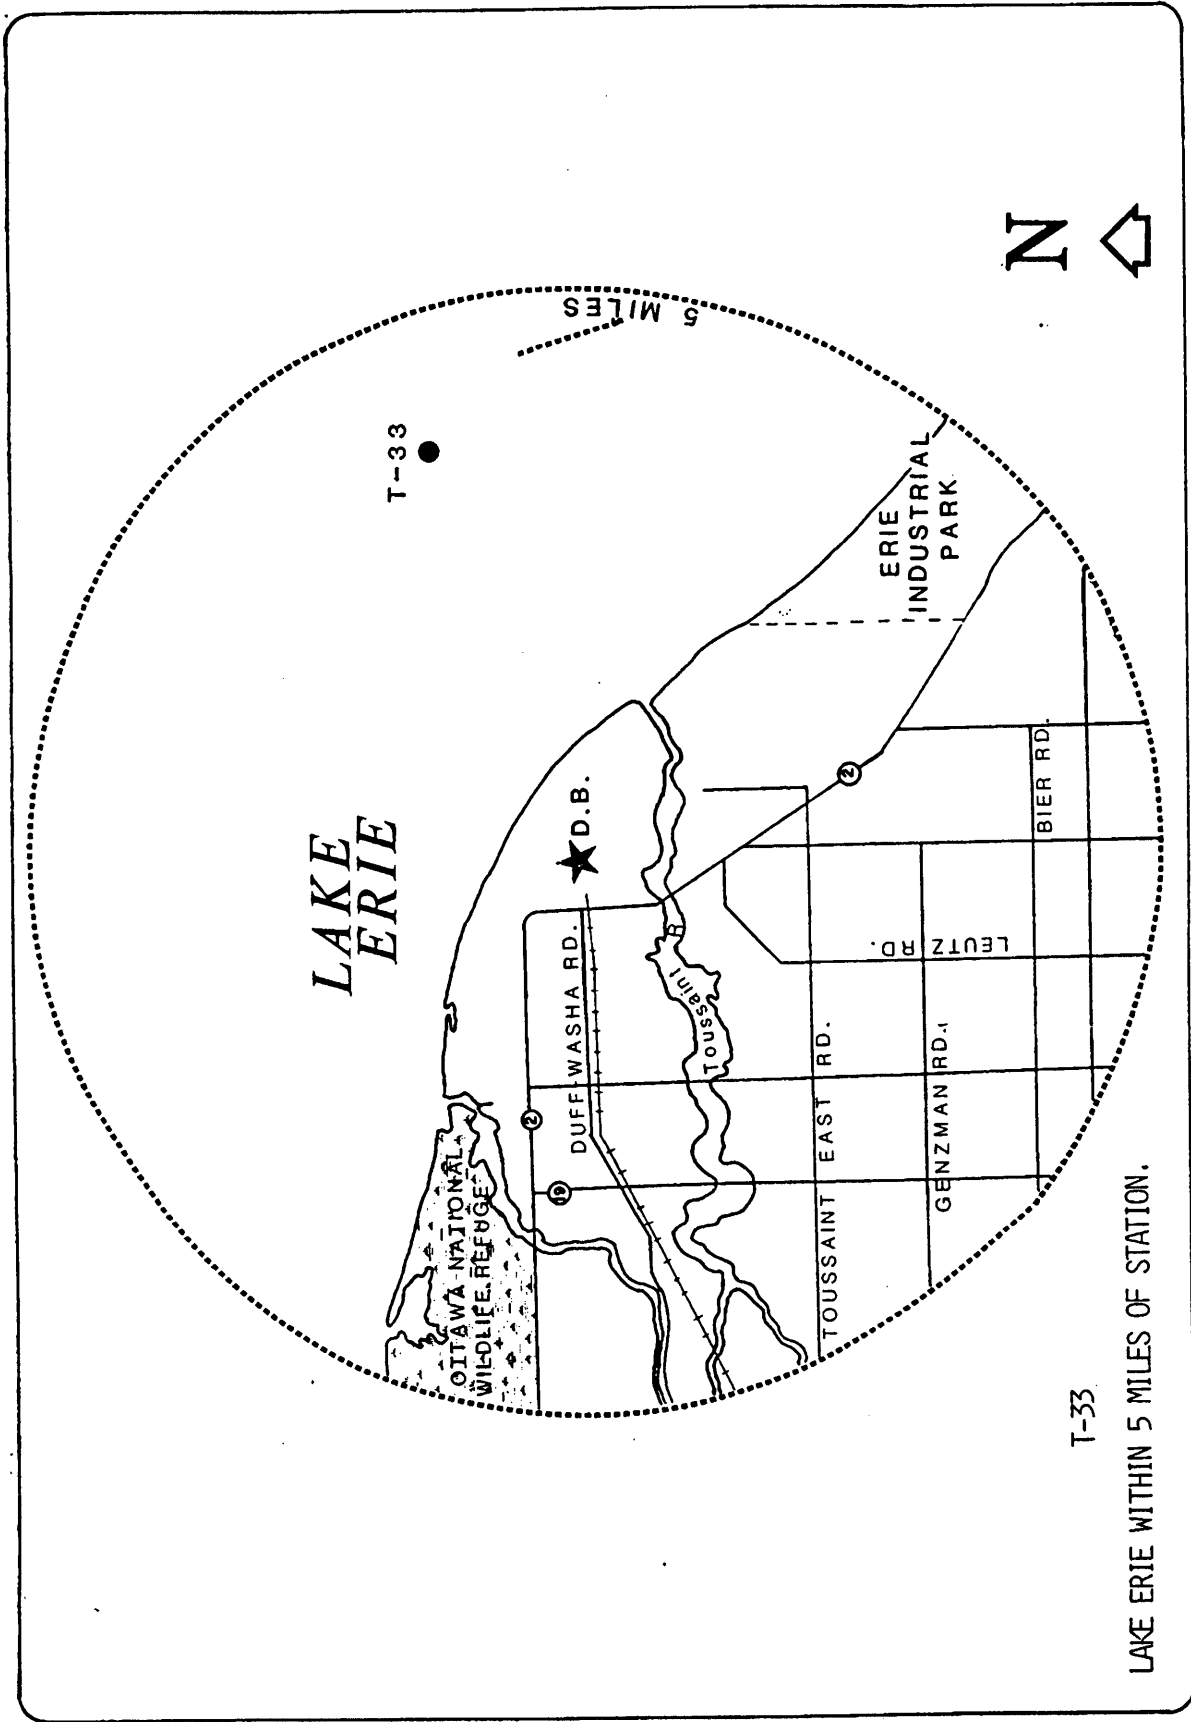 LAKE
ERIE
T-33
5 MILES
N
D.B.
OTTAWA NATIONAL
WILDLIFE REFUGE
2
19
DUFF-WASHA RD.
Toussaint
R
2
ERIE
INDUSTRIAL
PARK
TOUSSAINT EAST RD.
LEUTZ RD.
GENZMAN RD.
BIER RD.
T-33
LAKE ERIE WITHIN 5 MILES OF STATION.